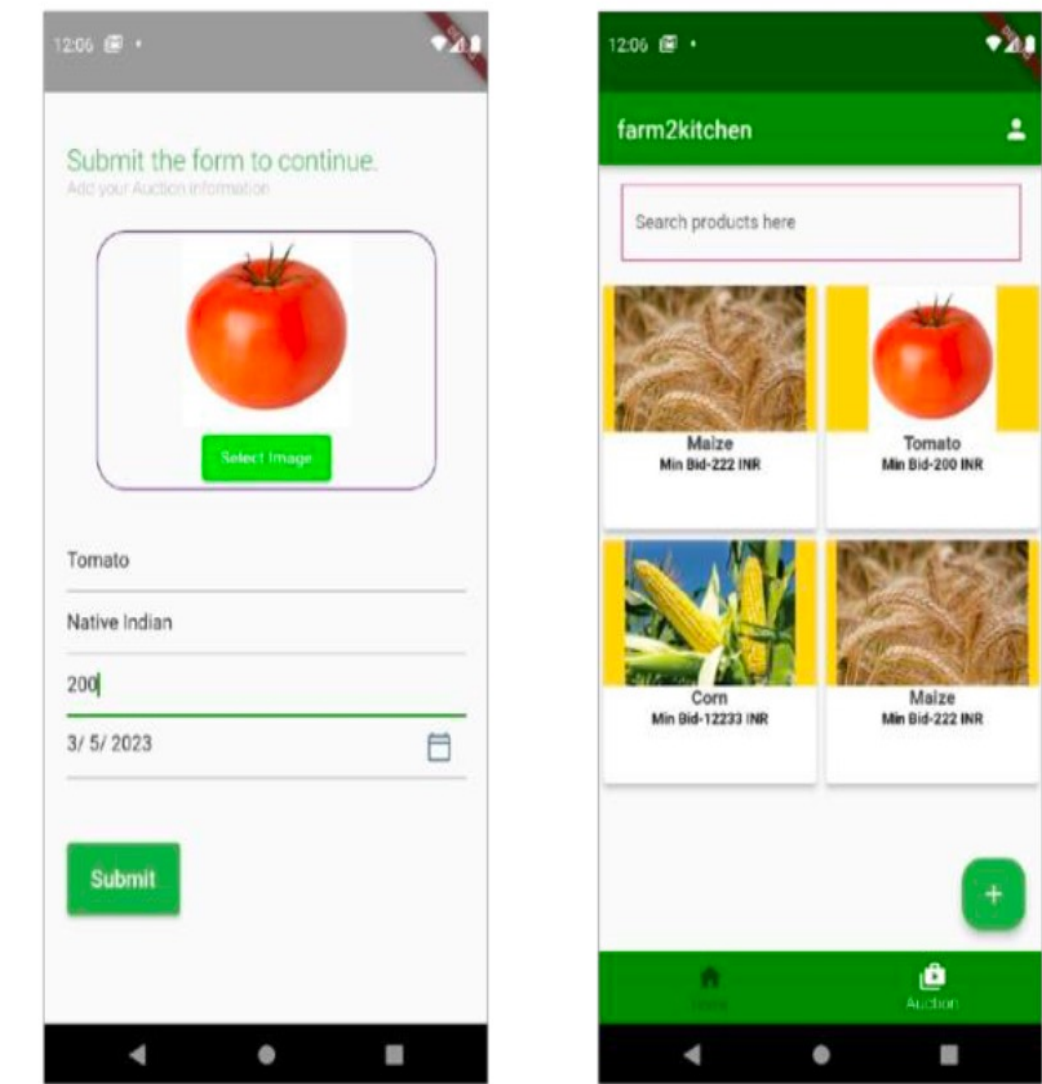 12:06
Submit the form to continue.
Add your Auction information
Select Image
Tomato
Native Indian
200
3/ 5/ 2023
Submit
12:06
farm2kitchen
Search products here
Maize
Min Bid-222 INR
Tomato
Min Bid-200 INR
Corn
Min Bid-12233 INR
Maize
Min Bid-222 INR
+
Auction